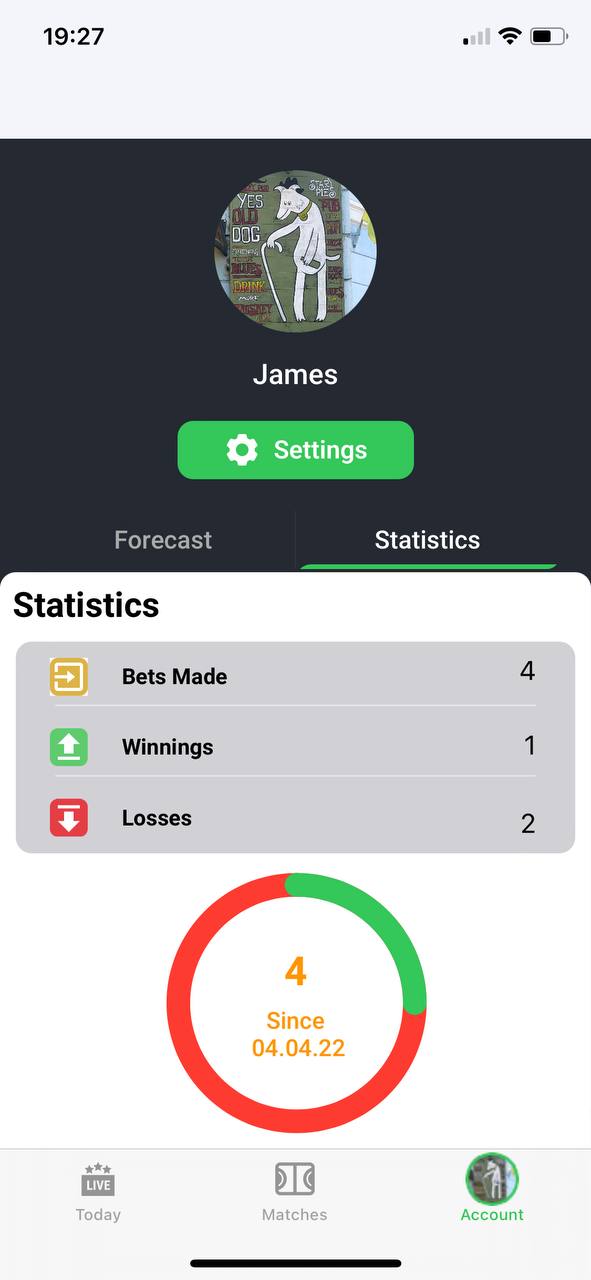 19:27
YES
OLD
DOG
DRINK
James
Settings
Forecast
Statistics
Statistics
Bets Made
4
Winnings
1
Losses
2
4
Since
04.04.22
LIVE
Today
Matches
Account